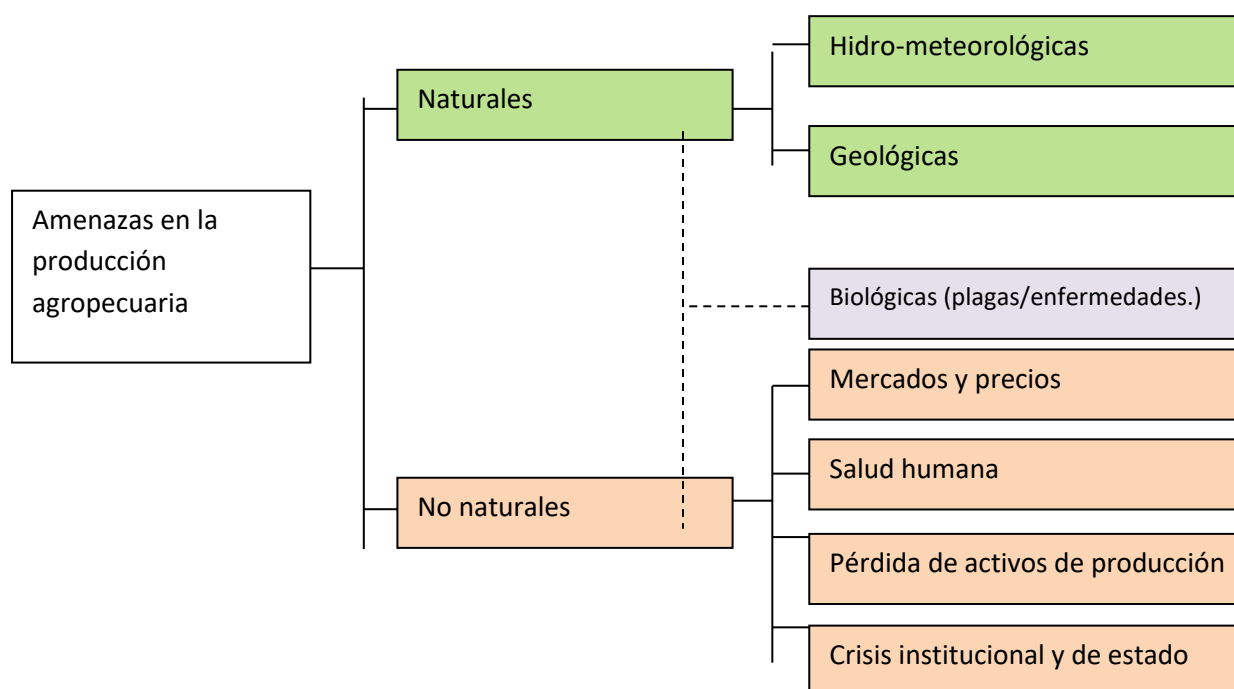 Amenazas en la
producción
agropecuaria
Naturales
Hidro-meteorológicas
Geológicas
Biológicas (plagas/enfermedades.)
No naturales
Mercados y precios
Salud humana
Pérdida de activos de producción
Crisis institucional y de estado